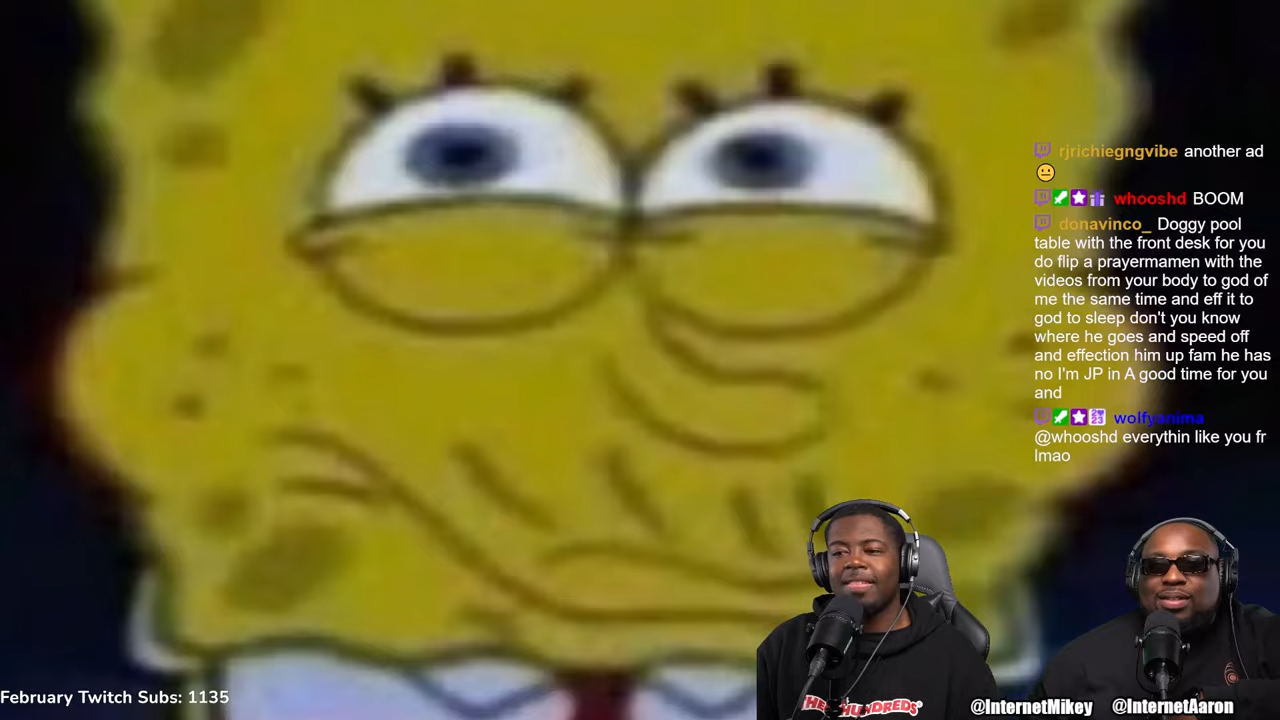 rjrichiegngvibe another ad
😐
whooshd BOOM
donavinco_ Doggy pool
table with the front desk for you
do flip a prayermamen with the
videos from your body to god of
me the same time and eff it to
god to sleep don't you know
where he goes and speed off
and effection him up fam he has
no I'm JP in A good time for you
and
wolfyanima
@whooshd everythin like you fr
lmao
HUNDREDS
@InternetMikey
@InternetAaron
February Twitch Subs: 1135